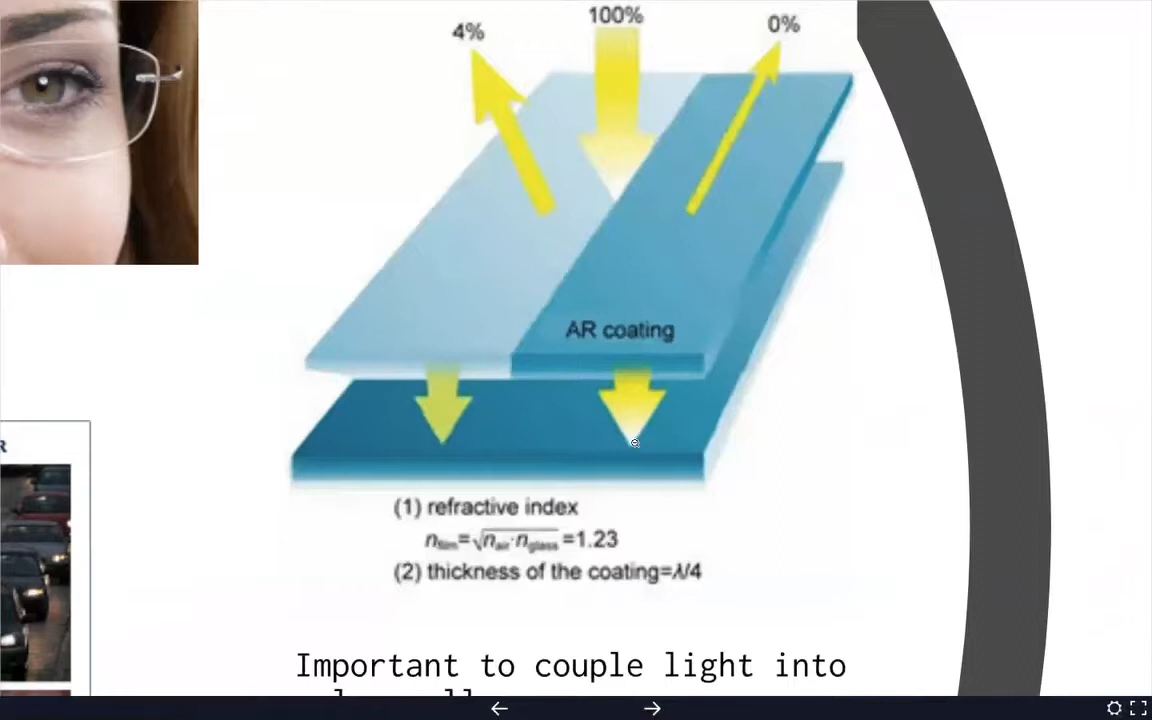 4%
100%
0%
AR coating
R
(1) refractive index
n_film=√n_air·n_glass=1.23
(2) thickness of the coating=λ/4
Important to couple light into